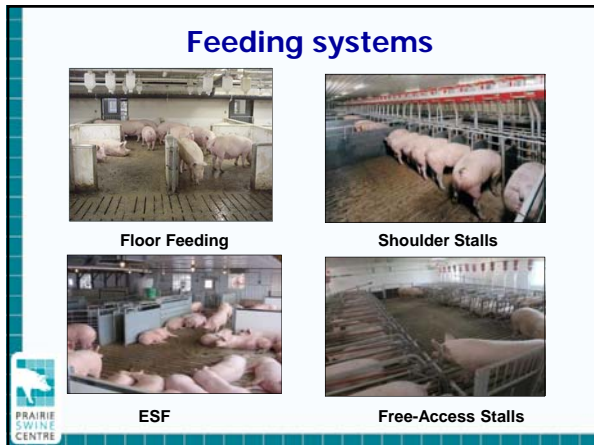 Feeding systems
Floor Feeding
Shoulder Stalls
ESF
Free-Access Stalls
PRAIRIE
SWINE
CENTRE